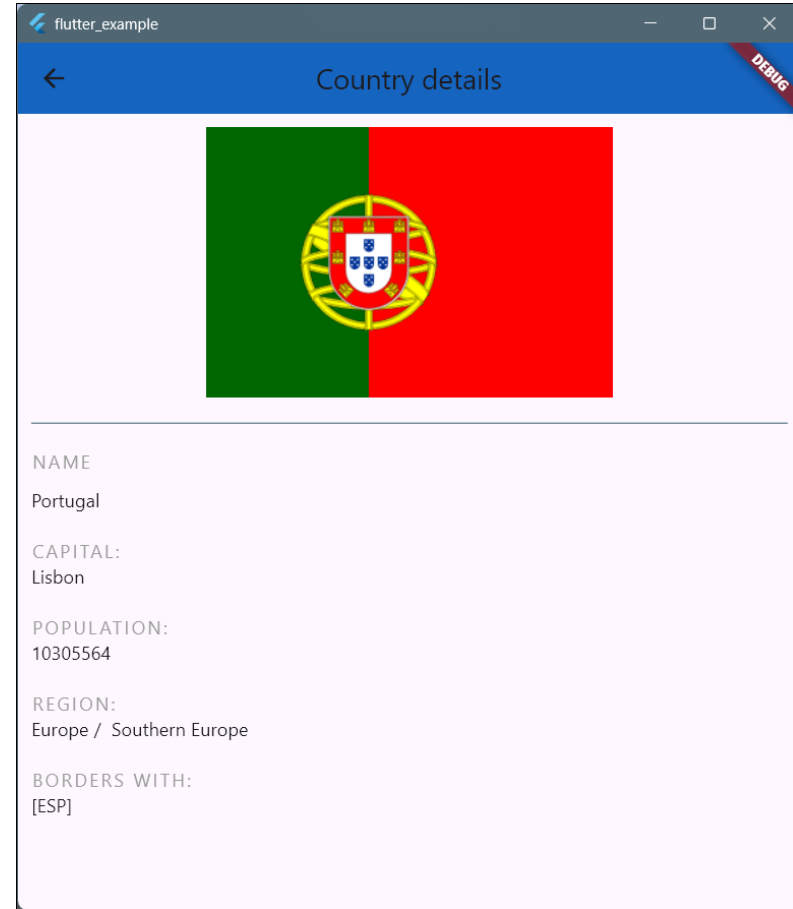 flutter_example
Country details
DEBUG
NAME
Portugal
CAPITAL:
Lisbon
POPULATION:
10305564
REGION:
Europe /  Southern Europe
BORDERS WITH:
[ESP]